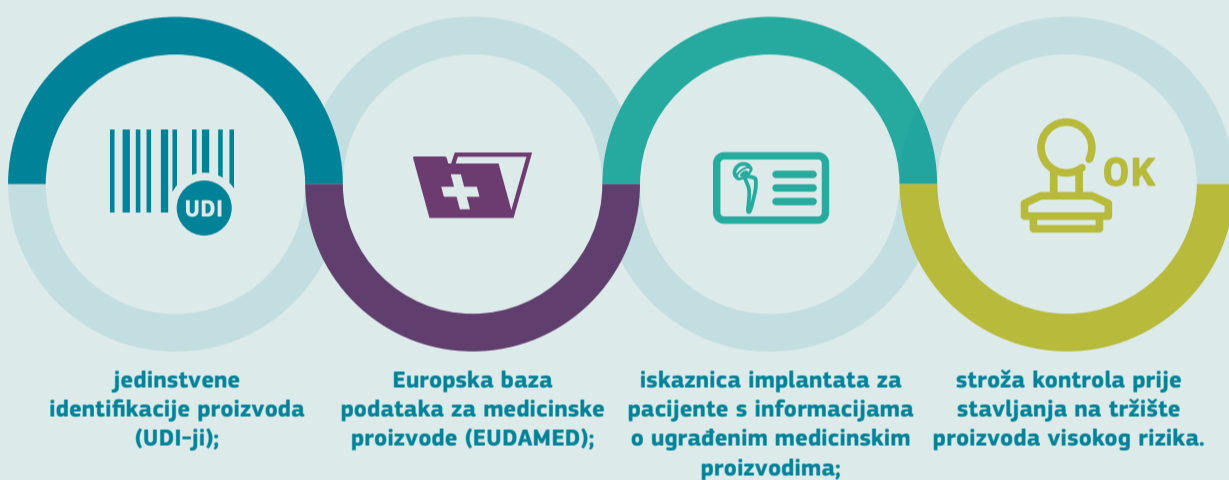 UDI
OK
jedinstvene
identifikacije proizvoda
(UDI-ji);
Europska baza
podataka za medicinske
proizvode (EUDAMED);
iskaznica implantata za
pacijente s informacijama
o ugrađenim medicinskim
proizvodima;
stroža kontrola prije
stavljanja na tržište
proizvoda visokog rizika.